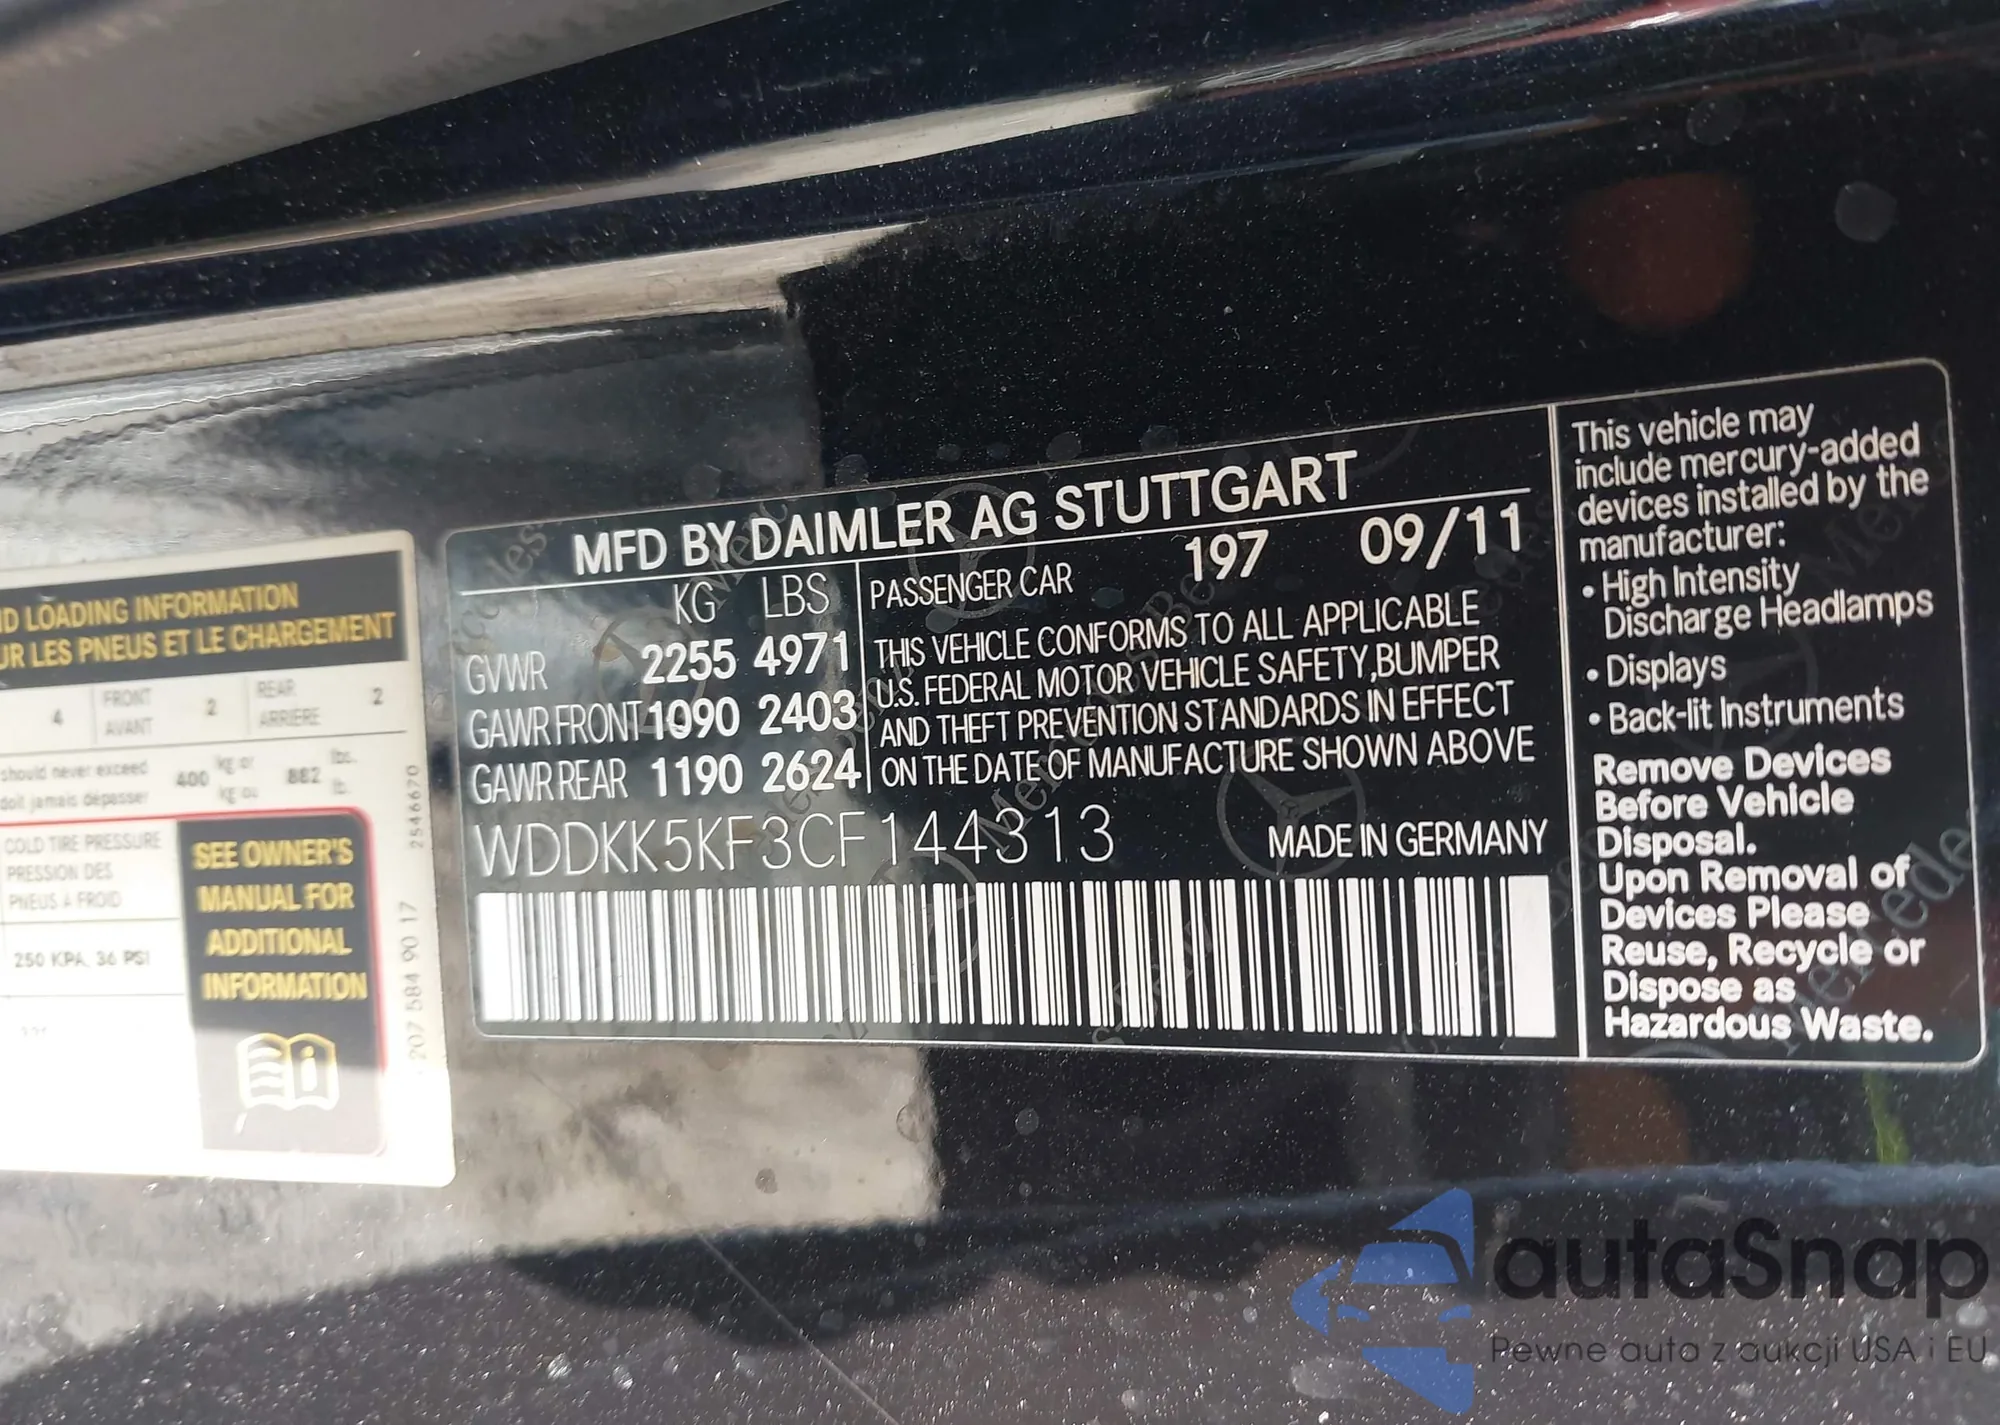 D LOADING INFORMATION
UR LES PNEUS ET LE CHARGEMENT
4
FRONT
AVANT
2
REAR
ARRIÈRE
2
should never exceed
doit jamais dépasser
400
kg or
kg ou
882
lbs.
lb.
COLD TIRE PRESSURE
PRESSION DES
PNEUS A FROID
250 KPA, 36 PSI
SEE OWNER'S
MANUAL FOR
ADDITIONAL
INFORMATION
2546670
207 584 90 17
MFD BY DAIMLER AG STUTTGART
KG LBS
GVWR 2255 4971
GAWR FRONT 1090 2403
GAWR REAR 1190 2624
PASSENGER CAR 197 09/11
THIS VEHICLE CONFORMS TO ALL APPLICABLE
U.S. FEDERAL MOTOR VEHICLE SAFETY,BUMPER
AND THEFT PREVENTION STANDARDS IN EFFECT
ON THE DATE OF MANUFACTURE SHOWN ABOVE
WDDKK5KF3CF144313
MADE IN GERMANY
This vehicle may
include mercury-added
devices installed by the
manufacturer:
• High Intensity
Discharge Headlamps
• Displays
• Back-lit Instruments
Remove Devices
Before Vehicle
Disposal.
Upon Removal of
Devices Please
Reuse, Recycle or
Dispose as
Hazardous Waste.
autaSnap
Pewne auta z aukcji USA i EU